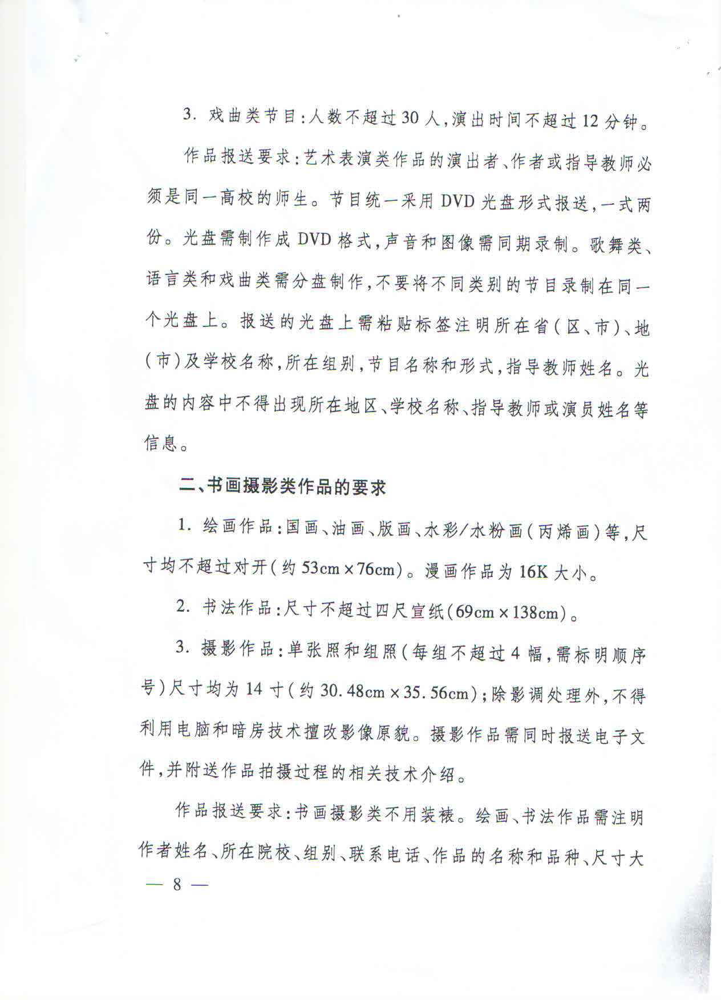 3. 戏曲类节目:人数不超过30人,演出时间不超过12分钟。
作品报送要求:艺术表演类作品的演出者、作者或指导教师必
须是同一高校的师生。节目统一采用 DVD 光盘形式报送,一式两
份。光盘需制作成 DVD 格式,声音和图像需同期录制。歌舞类、
语言类和戏曲类需分盘制作,不要将不同类别的节目录制在同一
个光盘上。报送的光盘上需粘贴标签注明所在省(区、市)、地
(市)及学校名称,所在组别,节目名称和形式,指导教师姓名。光
盘的内容中不得出现所在地区、学校名称、指导教师或演员姓名等
信息。
二、书画摄影类作品的要求
1. 绘画作品:国画、油画、版画、水彩/水粉画(丙烯画)等,尺
寸均不超过对开(约53cm×76cm)。漫画作品为16K大小。
2. 书法作品:尺寸不超过四尺宣纸(69cm×138cm)。
3. 摄影作品:单张照和组照(每组不超过4幅,需标明顺序
号)尺寸均为14寸(约30.48cm×35.56cm);除影调处理外,不得
利用电脑和暗房技术擅改影像原貌。摄影作品需同时报送电子文
件,并附送作品拍摄过程的相关技术介绍。
作品报送要求:书画摄影类不用装裱。绘画、书法作品需注明
作者姓名、所在院校、组别、联系电话、作品的名称和品种、尺寸大
— 8 —